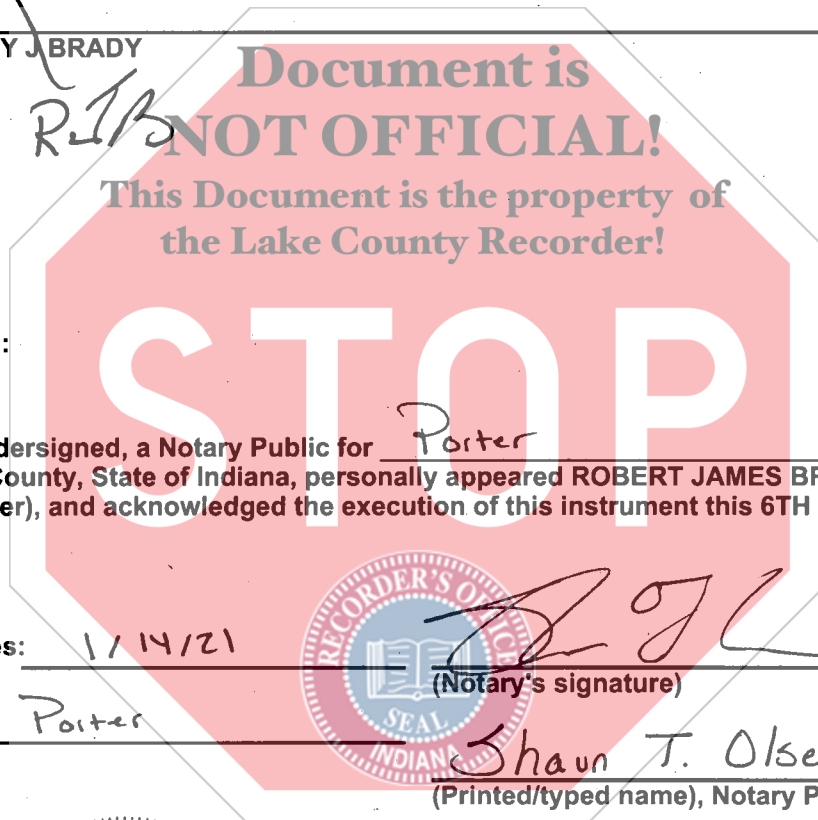 Y J BRADY
RJB
Document is
NOT OFFICIAL!
This Document is the property of
the Lake County Recorder!
STOP
:
dersigned, a Notary Public for Porter
County, State of Indiana, personally appeared ROBERT JAMES BR
er), and acknowledged the execution of this instrument this 6TH
RECORDER'S OFFICE
SEAL
INDIANA
s: 1/14/21
(Notary's signature)
Porter
Shaun T. Olse
(Printed/typed name), Notary P